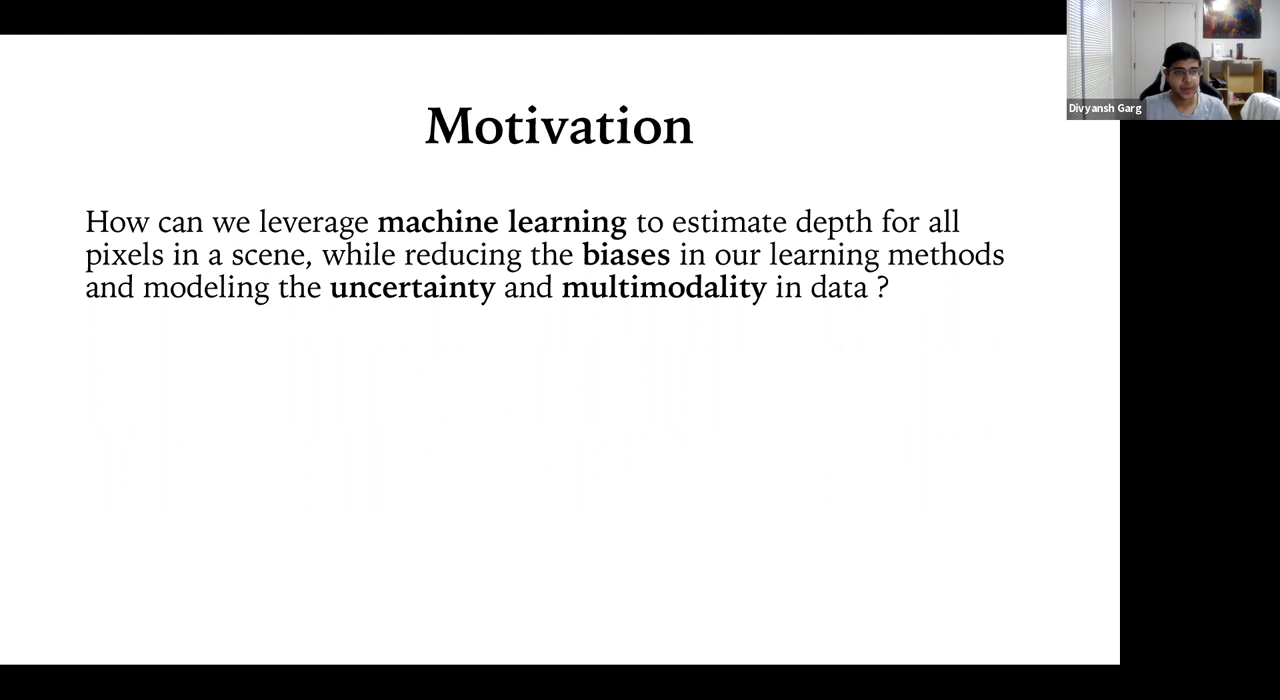 Motivation
How can we leverage machine learning to estimate depth for all
pixels in a scene, while reducing the biases in our learning methods
and modeling the uncertainty and multimodality in data ?
Divyansh Garg